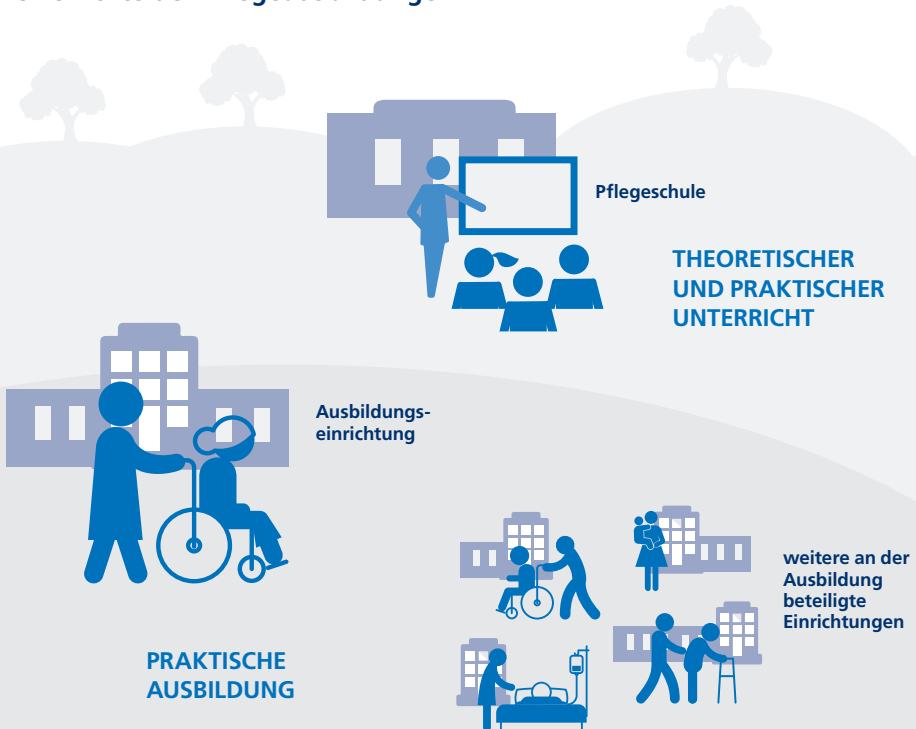 Pflegeschule
THEORETISCHER
UND PRAKTISCHER
UNTERRICHT
Ausbildungs-
einrichtung
weitere an der
Ausbildung
beteiligte
Einrichtungen
PRAKTISCHE
AUSBILDUNG